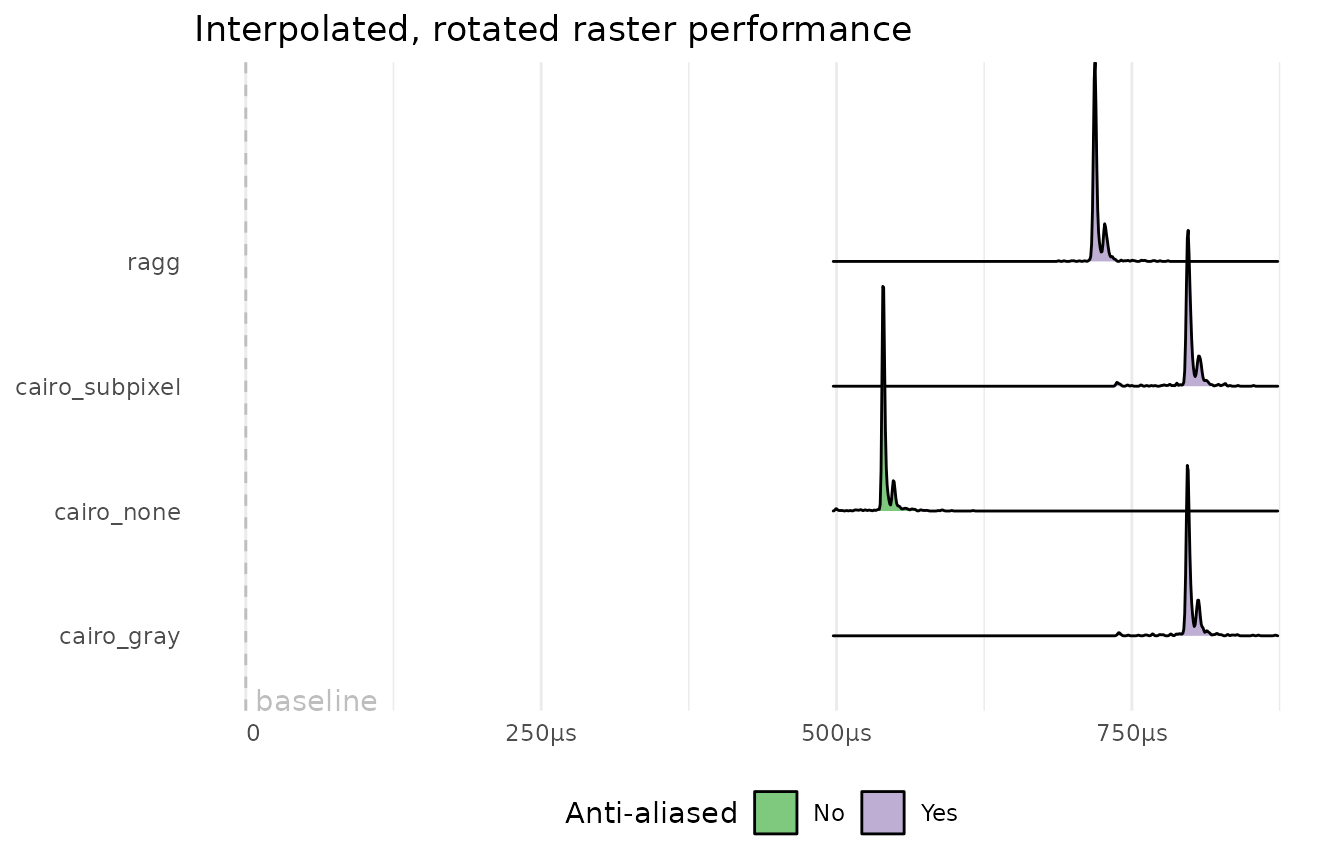 Interpolated, rotated raster performance
ragg
cairo_subpixel
cairo_none
cairo_gray
baseline
0 250µs 500µs 750µs
Anti-aliased No Yes